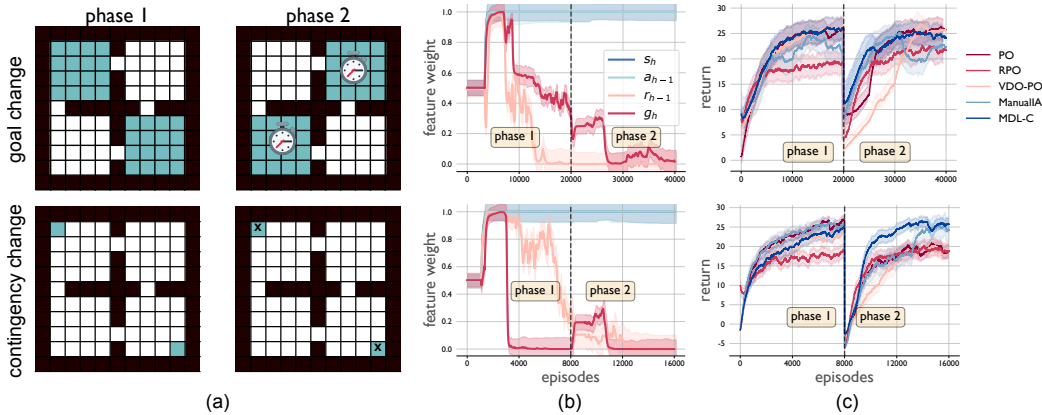 phase 1
phase 2
goal change
contingency change
x
x
(a)
feature weight
1.0
0.8
0.6
0.4
0.2
0.0
s_h
a_{h-1}
r_{h-1}
g_h
phase 1
phase 2
0
10000
20000
30000
40000
feature weight
1.0
0.8
0.6
0.4
0.2
0.0
phase 1
phase 2
0
4000
8000
12000
16000
episodes
(b)
return
25
20
15
10
5
0
phase 1
phase 2
0
10000
20000
30000
40000
return
30
25
20
15
10
5
0
−5
phase 1
phase 2
0
4000
8000
12000
16000
episodes
(c)
PO
RPO
VDO-PO
ManualIA
MDL-C